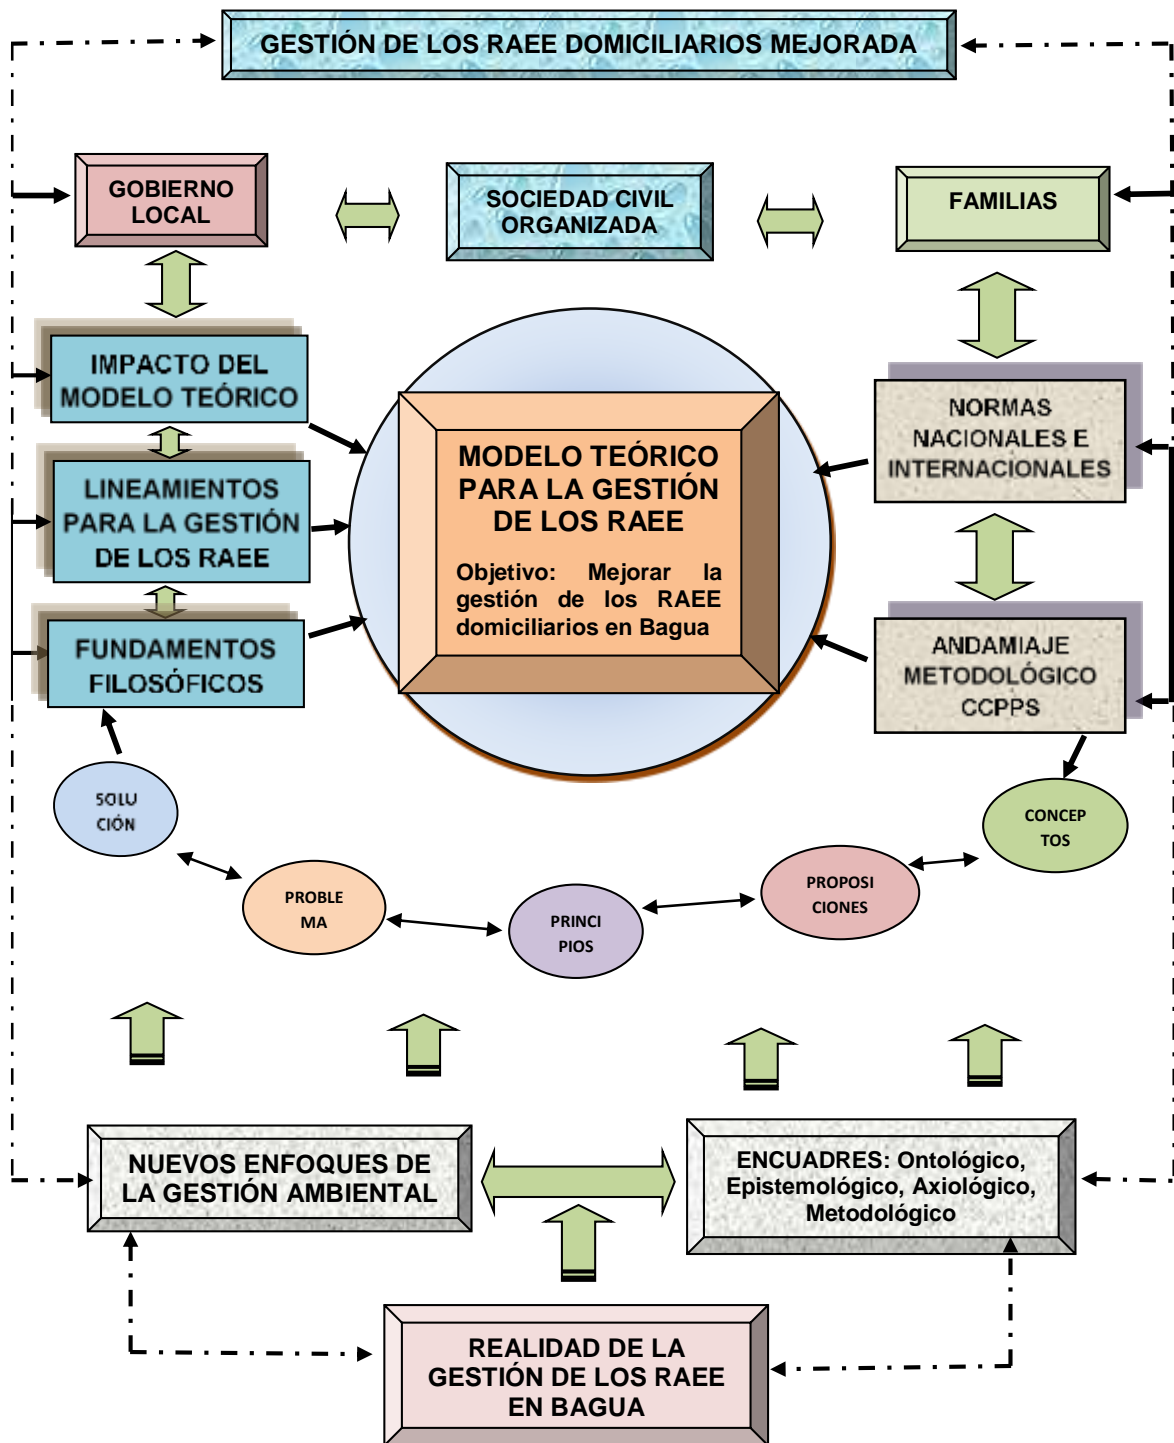 GESTIÓN DE LOS RAEE DOMICILIARIOS MEJORADA
GOBIERNO
LOCAL
SOCIEDAD CIVIL
ORGANIZADA
FAMILIAS
IMPACTO DEL
MODELO TEÓRICO
LINEAMIENTOS
PARA LA GESTIÓN
DE LOS RAEE
FUNDAMENTOS
FILOSÓFICOS
MODELO TEÓRICO
PARA LA GESTIÓN
DE LOS RAEE
Objetivo: Mejorar la
gestión de los RAEE
domiciliarios en Bagua
NORMAS
NACIONALES E
INTERNACIONALES
ANDAMIAJE
METODOLÓGICO
CCPPS
SOLU
CIÓN
PROBLE
MA
PRINCI
PIOS
PROPOSI
CIONES
CONCEP
TOS
NUEVOS ENFOQUES DE
LA GESTIÓN AMBIENTAL
ENCUADRES: Ontológico,
Epistemológico, Axiológico,
Metodológico
REALIDAD DE LA
GESTIÓN DE LOS RAEE
EN BAGUA